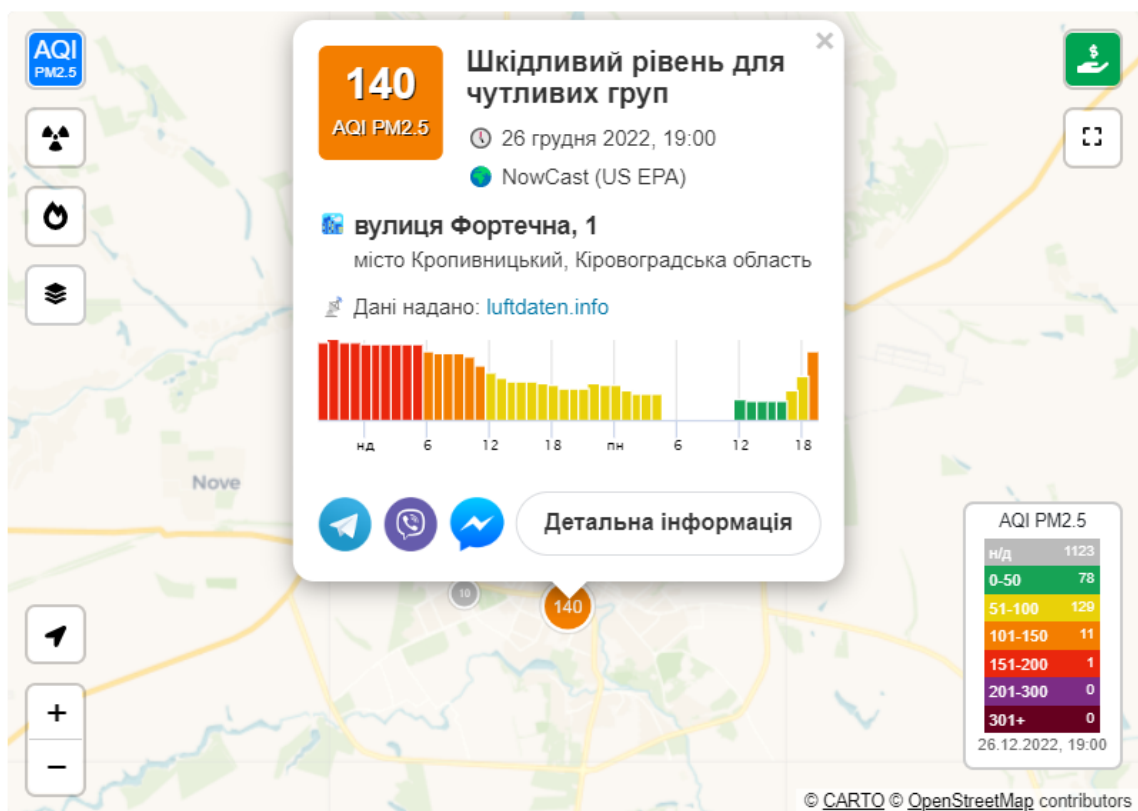 AQI
PM2.5
140
AQI PM2.5
Шкідливий рівень для
чутливих груп
26 грудня 2022, 19:00
NowCast (US EPA)
вулиця Фортечна, 1
місто Кропивницький, Кіровоградська область
Дані надано: luftdaten.info
нд 6 12 18 пн 6 12 18
Детальна інформація
Nove
10
140
AQI PM2.5
н/д 1123
0-50 78
51-100 129
101-150 11
151-200 1
201-300 0
301+ 0
26.12.2022, 19:00
© CARTO © OpenStreetMap contributors